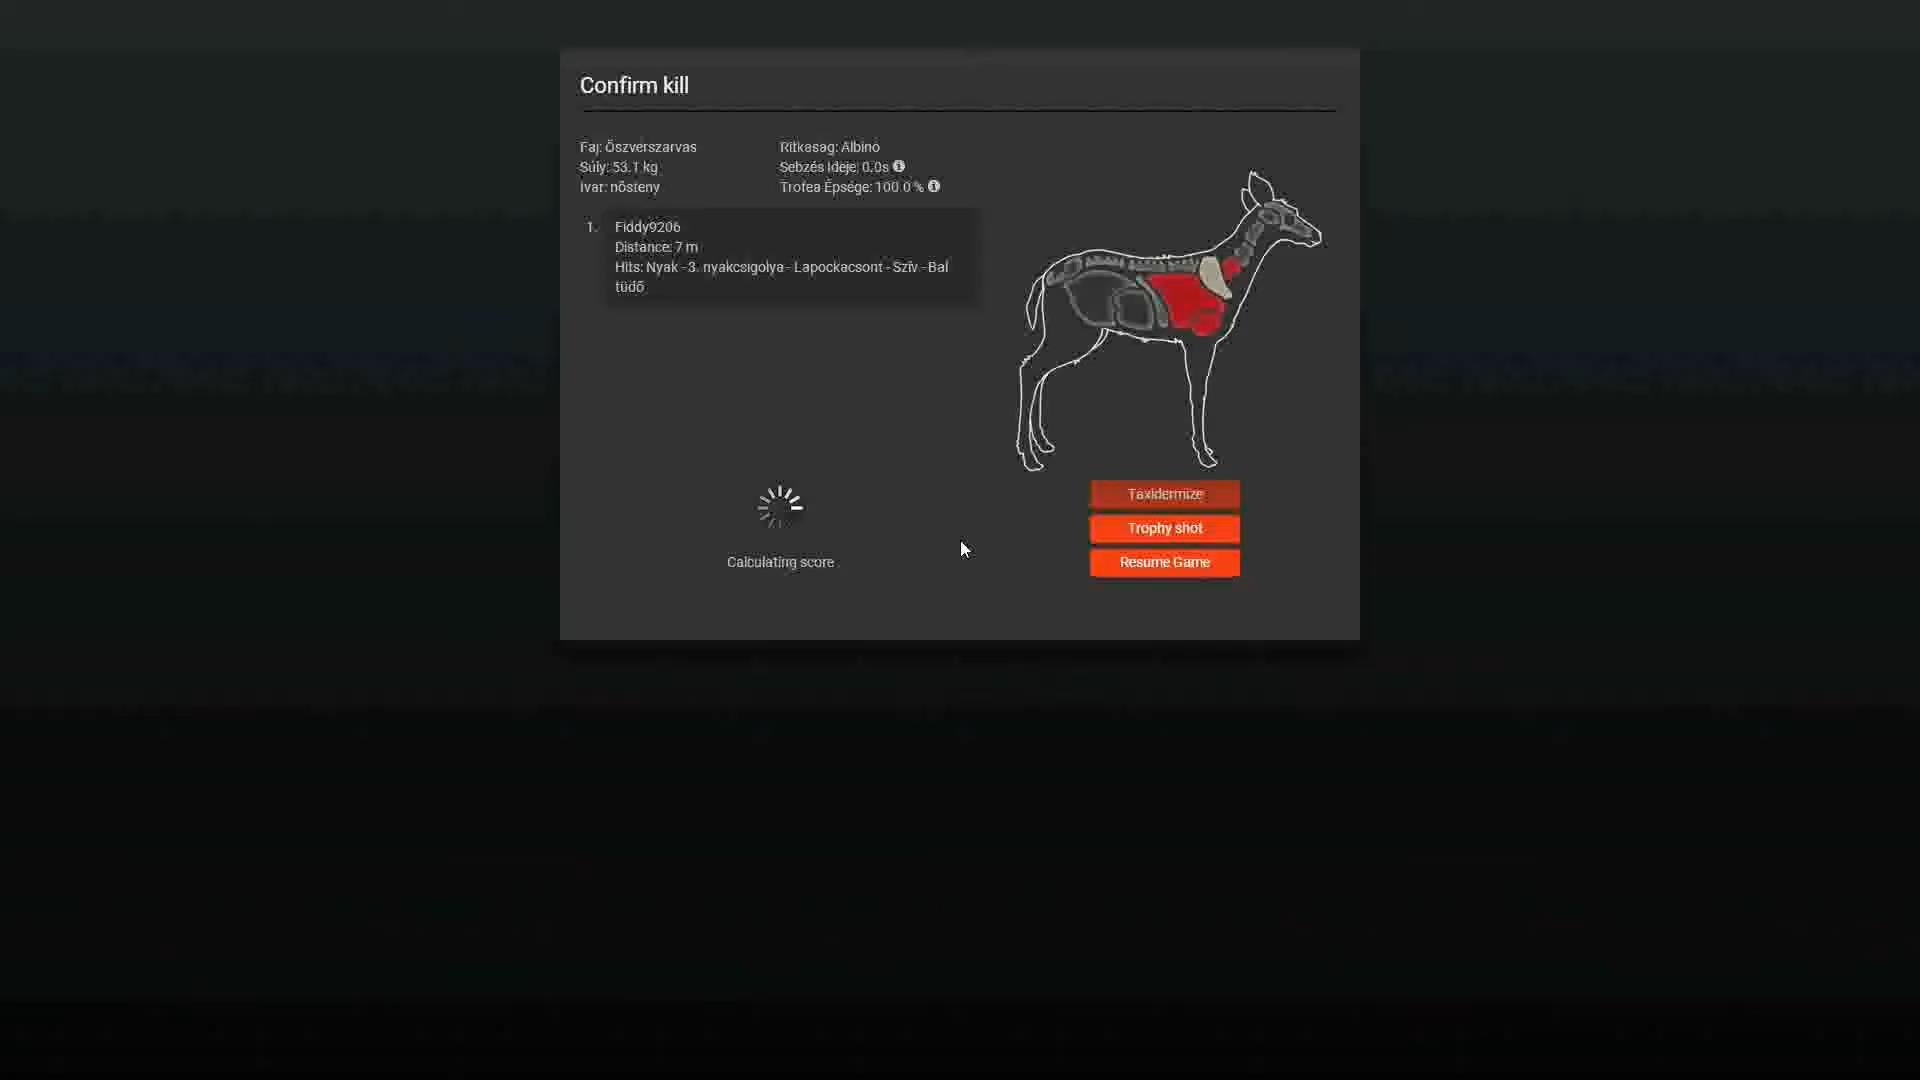 Confirm kill
Faj: Öszvérszarvas
Ritkaság: Albínó
Súly: 53.1 kg
Sebzés Ideje: 0.0s
Ivar: nőstény
Trófea Épsége: 100.0 %
1. Fiddy9206
Distance: 7 m
Hits: Nyak - 3. nyakcsigolya - Lapockacsont - Szív - Bal
tüdő
Taxidermize
Trophy shot
Calculating score
Resume Game